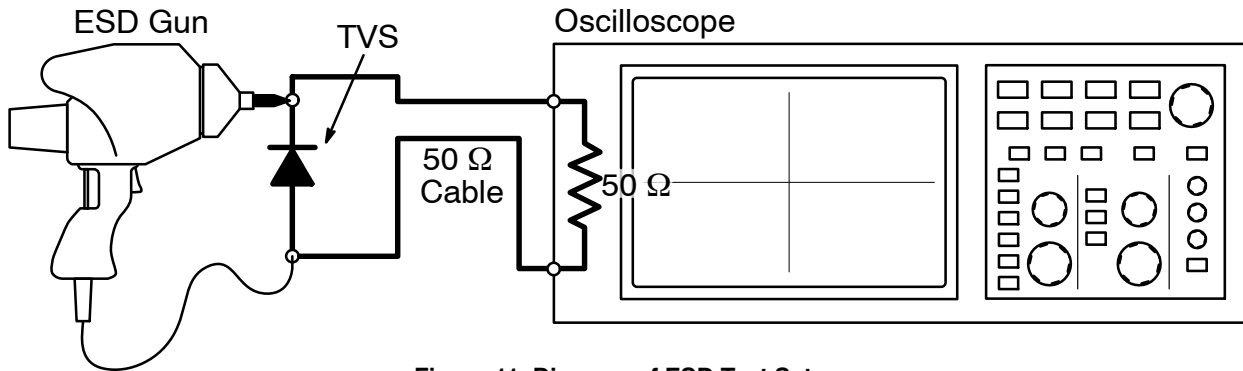 ESD Gun
TVS
Oscilloscope
50 Ω
Cable
50 Ω